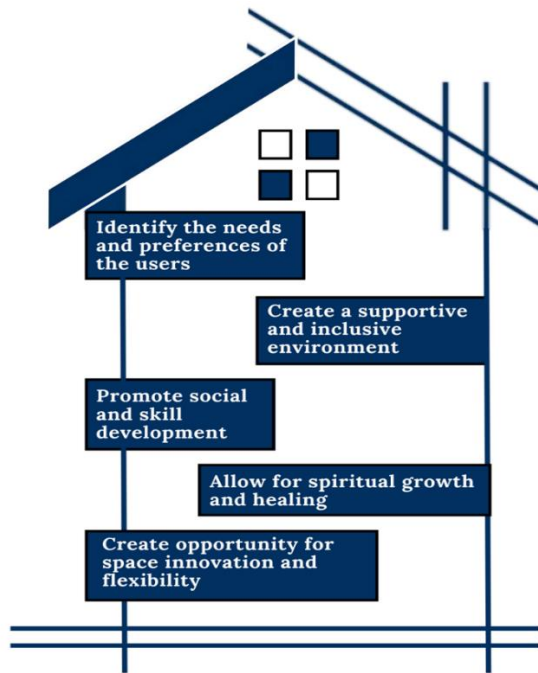 Identify the needs
and preferences of
the users
Create a supportive
and inclusive
environment
Promote social
and skill
development
Allow for spiritual growth
and healing
Create opportunity for
space innovation and
flexibility